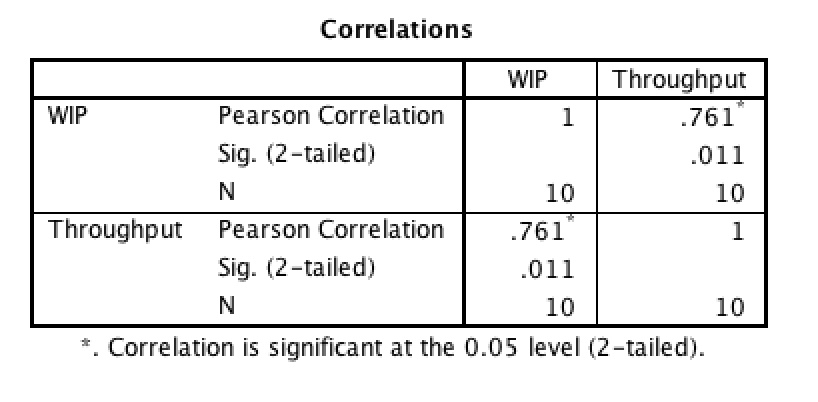 Correlations
WIP Throughput
WIP Pearson Correlation 1 .761*
Sig. (2-tailed) .011
N 10 10
Throughput Pearson Correlation .761* 1
Sig. (2-tailed) .011
N 10 10
*. Correlation is significant at the 0.05 level (2-tailed).